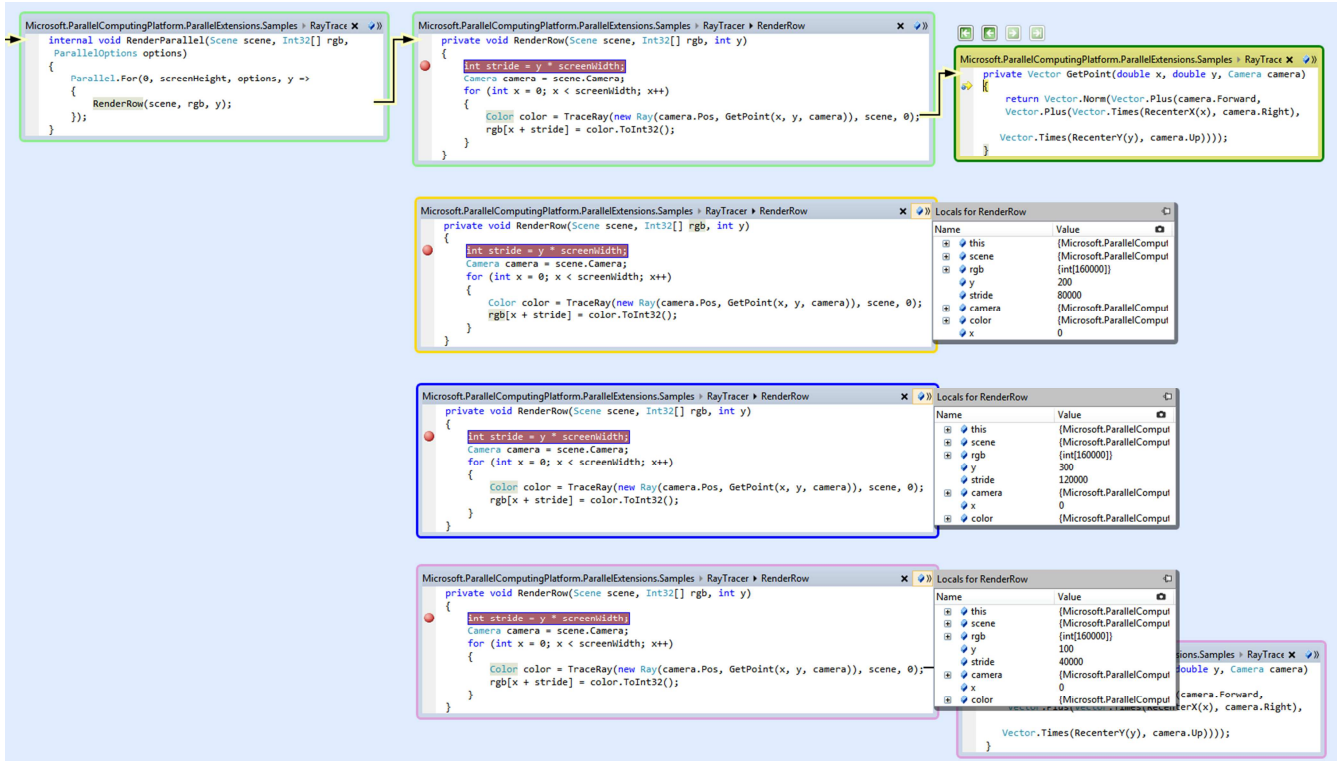 Microsoft.ParallelComputingPlatform.ParallelExtensions.Samples RayTrace
internal void RenderParallel(Scene scene, Int32[] rgb,
ParallelOptions options)
{
Parallel.For(0, screenHeight, options, y =>
{
RenderRow(scene, rgb, y);
});
}
Microsoft.ParallelComputingPlatform.ParallelExtensions.Samples RayTracer RenderRow
private void RenderRow(Scene scene, Int32[] rgb, int y)
{
int stride = y * screenWidth;
Camera camera = scene.Camera;
for (int x = 0; x < screenWidth; x++)
{
Color color = TraceRay(new Ray(camera.Pos, GetPoint(x, y, camera)), scene, 0);
rgb[x + stride] = color.ToInt32();
}
}
Microsoft.ParallelComputingPlatform.ParallelExtensions.Samples RayTrace
private Vector GetPoint(double x, double y, Camera camera)
{
return Vector.Norm(Vector.Plus(camera.Forward,
Vector.Plus(Vector.Times(RecenterX(x), camera.Right),
Vector.Times(RecenterY(y), camera.Up))));
}
Microsoft.ParallelComputingPlatform.ParallelExtensions.Samples RayTracer RenderRow
private void RenderRow(Scene scene, Int32[] rgb, int y)
{
int stride = y * screenWidth;
Camera camera = scene.Camera;
for (int x = 0; x < screenWidth; x++)
{
Color color = TraceRay(new Ray(camera.Pos, GetPoint(x, y, camera)), scene, 0);
rgb[x + stride] = color.ToInt32();
}
}
Locals for RenderRow
Name Value
this {Microsoft.ParallelComput
scene {Microsoft.ParallelComput
rgb {int[160000]}
y 200
stride 80000
camera {Microsoft.ParallelComput
color {Microsoft.ParallelComput
x 0
Microsoft.ParallelComputingPlatform.ParallelExtensions.Samples RayTracer RenderRow
private void RenderRow(Scene scene, Int32[] rgb, int y)
{
int stride = y * screenWidth;
Camera camera = scene.Camera;
for (int x = 0; x < screenWidth; x++)
{
Color color = TraceRay(new Ray(camera.Pos, GetPoint(x, y, camera)), scene, 0);
rgb[x + stride] = color.ToInt32();
}
}
Locals for RenderRow
Name Value
this {Microsoft.ParallelComput
scene {Microsoft.ParallelComput
rgb {int[160000]}
y 300
stride 120000
camera {Microsoft.ParallelComput
x 0
color {Microsoft.ParallelComput
Microsoft.ParallelComputingPlatform.ParallelExtensions.Samples RayTracer RenderRow
private void RenderRow(Scene scene, Int32[] rgb, int y)
{
int stride = y * screenWidth;
Camera camera = scene.Camera;
for (int x = 0; x < screenWidth; x++)
{
Color color = TraceRay(new Ray(camera.Pos, GetPoint(x, y, camera)), scene, 0);
rgb[x + stride] = color.ToInt32();
}
}
Locals for RenderRow
Name Value
this {Microsoft.ParallelComput
scene {Microsoft.ParallelComput
rgb {int[160000]}
y 100
stride 40000
camera {Microsoft.ParallelComput
x 0
color {Microsoft.ParallelComput
sions.Samples RayTrace
double y, Camera camera)
(camera.Forward,
Vector.Plus(Vector.Times(RecenterX(x), camera.Right),
Vector.Times(RecenterY(y), camera.Up))));
}